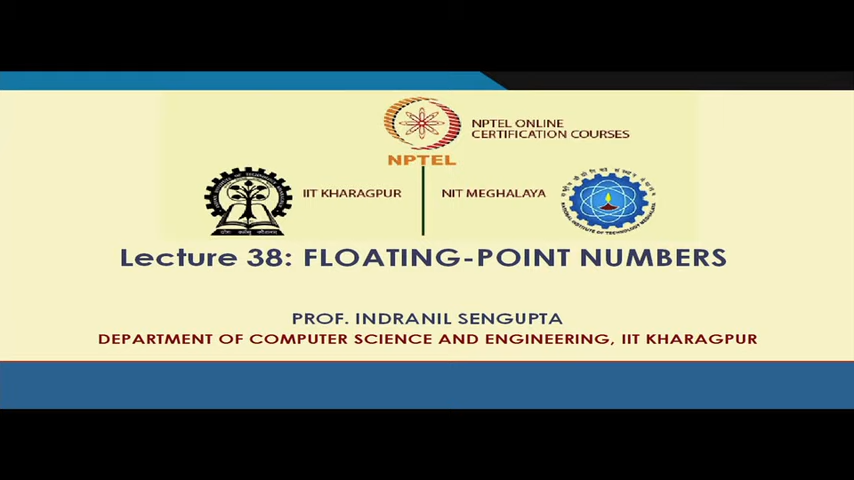 NPTEL ONLINE
CERTIFICATION COURSES
NPTEL
IIT KHARAGPUR
NIT MEGHALAYA
Lecture 38: FLOATING-POINT NUMBERS
PROF. INDRANIL SENGUPTA
DEPARTMENT OF COMPUTER SCIENCE AND ENGINEERING, IIT KHARAGPUR